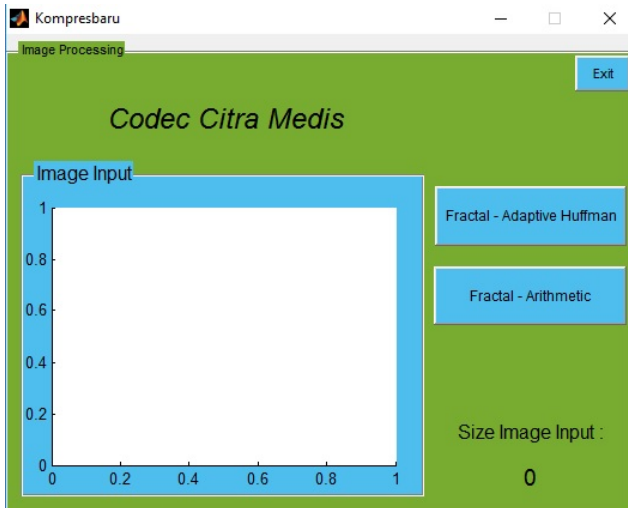 Kompresbaru
Image Processing
Exit
Codec Citra Medis
Image Input
1
0.8
0.6
0.4
0.2
0
0 0.2 0.4 0.6 0.8 1
Fractal - Adaptive Huffman
Fractal - Arithmetic
Size Image Input :
0